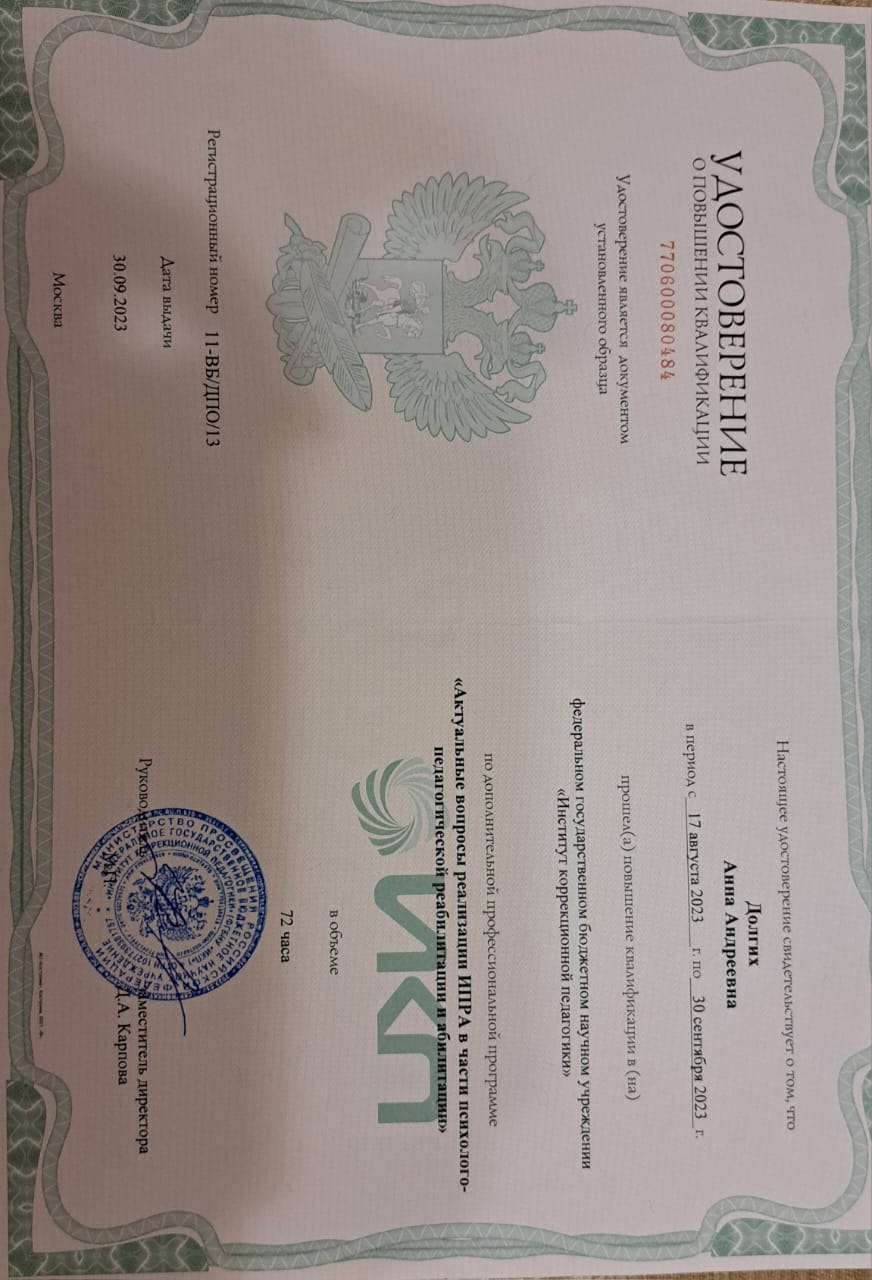 УДОСТОВЕРЕНИЕ
О ПОВЫШЕНИИ КВАЛИФИКАЦИИ
770600080484
Удостоверение является документом
установленного образца
Регистрационный номер 11-ВБ/ДПО/13
Дата выдачи
30.09.2023
Москва
Настоящее удостоверение свидетельствует о том, что
Долгих
Анна Андреевна
в период с 17 августа 2023 г. по 30 сентября 2023 г.
прошел(а) повышение квалификации в (на)
федеральном государственном бюджетном научном учреждении
«Институт коррекционной педагогики»
по дополнительной профессиональной программе
«Актуальные вопросы реализации ИПРА в части психолого-
педагогической реабилитации и абилитации»
ИКП
в объеме
72 часа
Руководитель
заместитель директора
Д.А. Карпова
М.П.